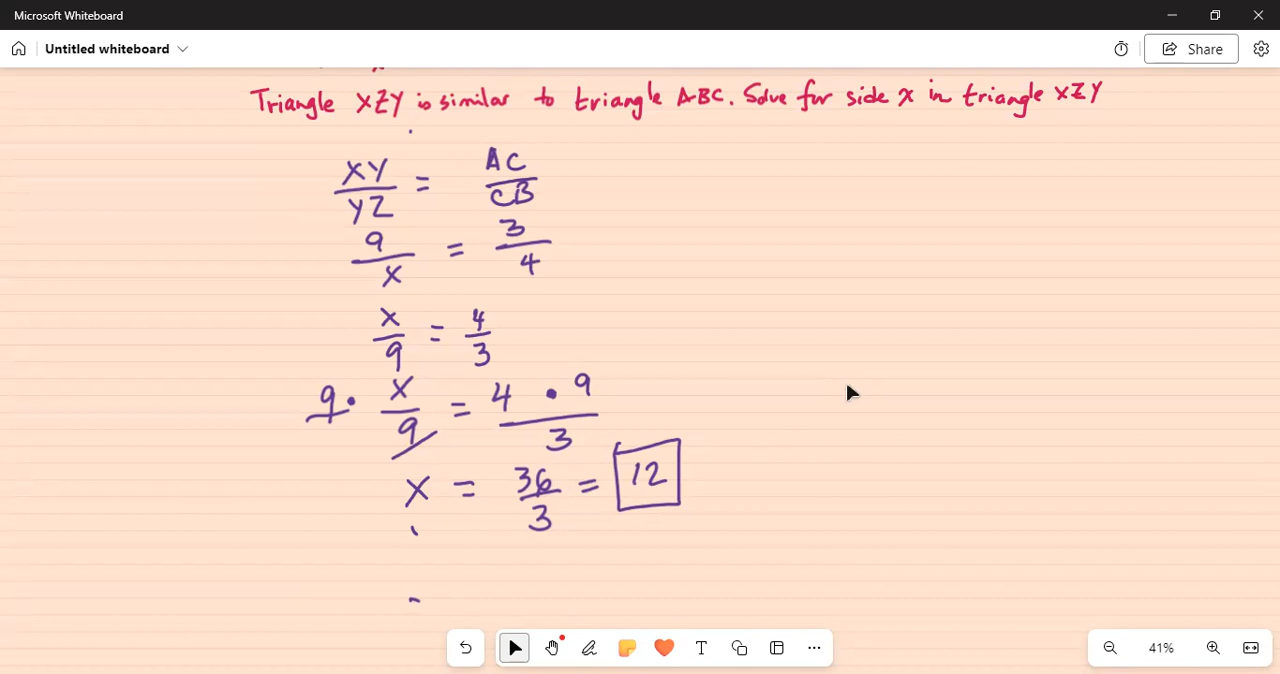 Microsoft Whiteboard
Untitled whiteboard
Share
Triangle XZY is similar to triangle ABC. Solve for side x in triangle XZY
XY/YZ = AC/CB
9/x = 3/4
x/9 = 4/3
9 • x/9 = 4 • 9/3
x = 36/3 = 12
T
41%